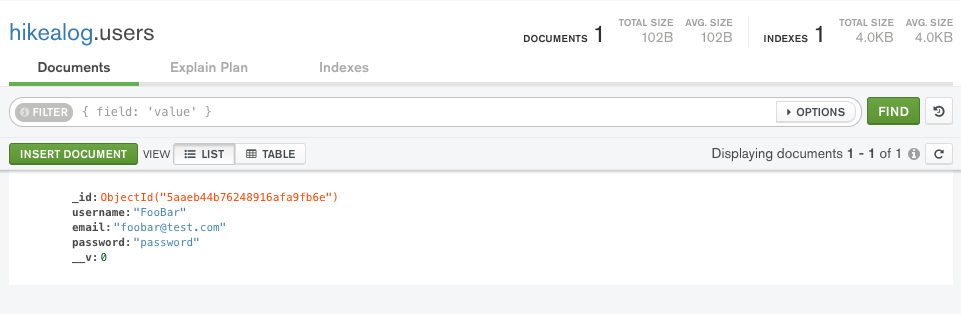 hikealog.users
DOCUMENTS 1 TOTAL SIZE 102B AVG. SIZE 102B INDEXES 1 TOTAL SIZE 4.0KB AVG. SIZE 4.0KB
Documents Explain Plan Indexes
FILTER { field: 'value' } OPTIONS FIND
INSERT DOCUMENT VIEW LIST TABLE Displaying documents 1 - 1 of 1
_id: ObjectId("5aaeb44b76248916afa9fb6e")
username: "FooBar"
email: "foobar@test.com"
password: "password"
__v: 0